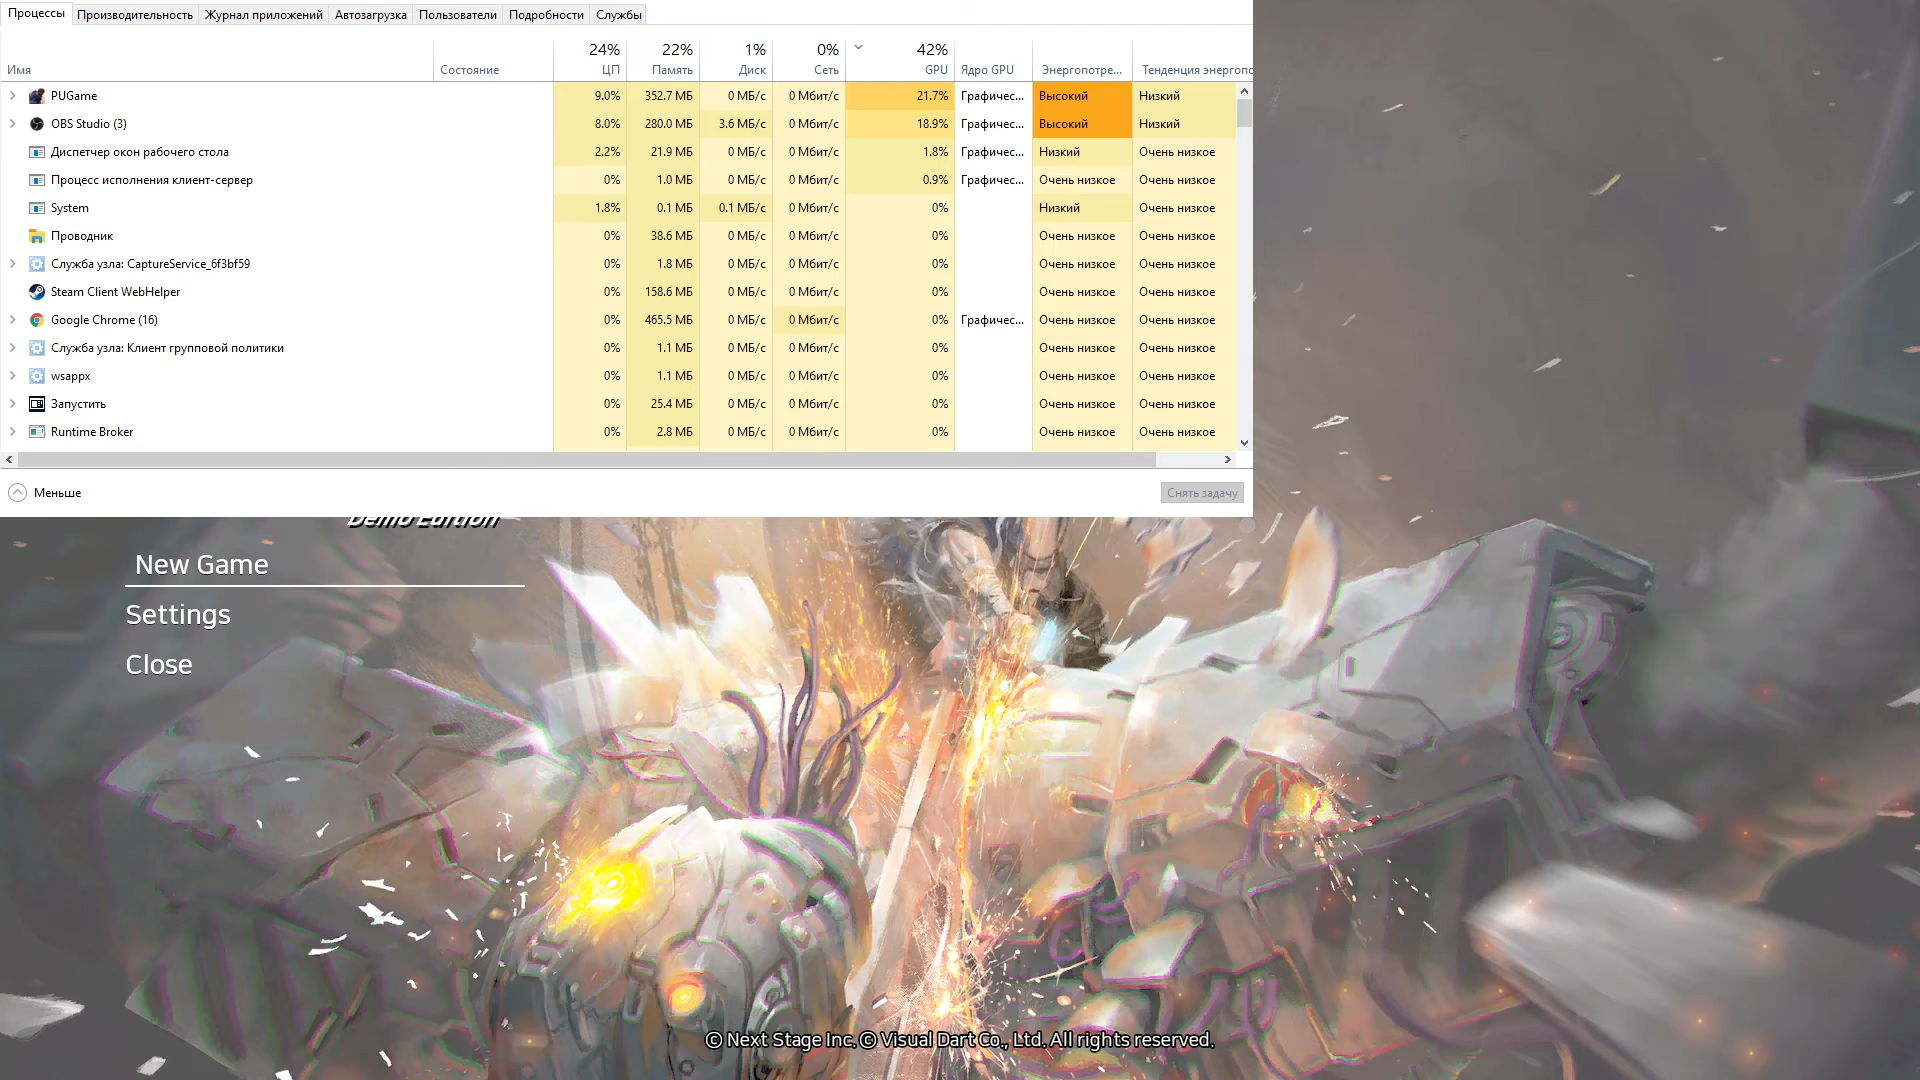 Процессы Производительность Журнал приложений Автозагрузка Пользователи Подробности Службы
24% 22% 1% 0% 42%
Имя Состояние ЦП Память Диск Сеть GPU Ядро GPU Энергопотре... Тенденция энергопо
PUGame 9.0% 352.7 МБ 0 МБ/с 0 Мбит/с 21.7% Графичес... Высокий Низкий
OBS Studio (3) 8.0% 280.0 МБ 3.6 МБ/с 0 Мбит/с 18.9% Графичес... Высокий Низкий
Диспетчер окон рабочего стола 2.2% 21.9 МБ 0 МБ/с 0 Мбит/с 1.8% Графичес... Низкий Очень низкое
Процесс исполнения клиент-сервер 0% 1.0 МБ 0 МБ/с 0 Мбит/с 0.9% Графичес... Очень низкое Очень низкое
System 1.8% 0.1 МБ 0.1 МБ/с 0 Мбит/с 0% Низкий Очень низкое
Проводник 0% 38.6 МБ 0 МБ/с 0 Мбит/с 0% Очень низкое Очень низкое
Служба узла: CaptureService_6f3bf59 0% 1.8 МБ 0 МБ/с 0 Мбит/с 0% Очень низкое Очень низкое
Steam Client WebHelper 0% 158.6 МБ 0 МБ/с 0 Мбит/с 0% Очень низкое Очень низкое
Google Chrome (16) 0% 465.5 МБ 0 МБ/с 0 Мбит/с 0% Графичес... Очень низкое Очень низкое
Служба узла: Клиент групповой политики 0% 1.1 МБ 0 МБ/с 0 Мбит/с 0% Очень низкое Очень низкое
wsappx 0% 1.1 МБ 0 МБ/с 0 Мбит/с 0% Очень низкое Очень низкое
Запустить 0% 25.4 МБ 0 МБ/с 0 Мбит/с 0% Очень низкое Очень низкое
Runtime Broker 0% 2.8 МБ 0 МБ/с 0 Мбит/с 0% Очень низкое Очень низкое
Меньше Снять задачу
Demo Edition
New Game
Settings
Close
© Next Stage Inc. © Visual Dart Co., Ltd. All rights reserved.